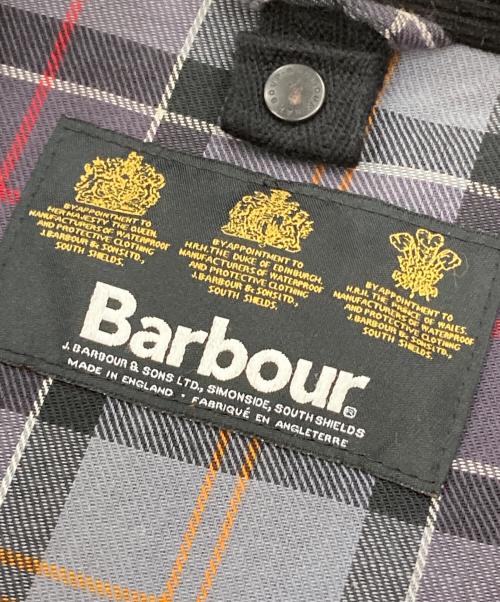 BY APPOINTMENT TO
HER MAJESTY THE QUEEN
MANUFACTURERS OF WATERPROOF
AND PROTECTIVE CLOTHING
J.BARBOUR & SONS LTD.,
SOUTH SHIELDS.
BY APPOINTMENT TO
H.R.H. THE DUKE OF EDINBURGH
MANUFACTURERS OF WATERPROOF
AND PROTECTIVE CLOTHING
J.BARBOUR & SONS LTD.,
SOUTH SHIELDS.
BY APPOINTMENT TO
H.R.H. THE PRINCE OF WALES.
MANUFACTURERS OF WATERPROOF
AND PROTECTIVE CLOTHING
J.BARBOUR & SONS LTD.,
SOUTH SHIELDS.
Barbour®
J. BARBOUR & SONS LTD., SIMONSIDE, SOUTH SHIELDS
MADE IN ENGLAND • FABRIQUÉ EN ANGLETERRE